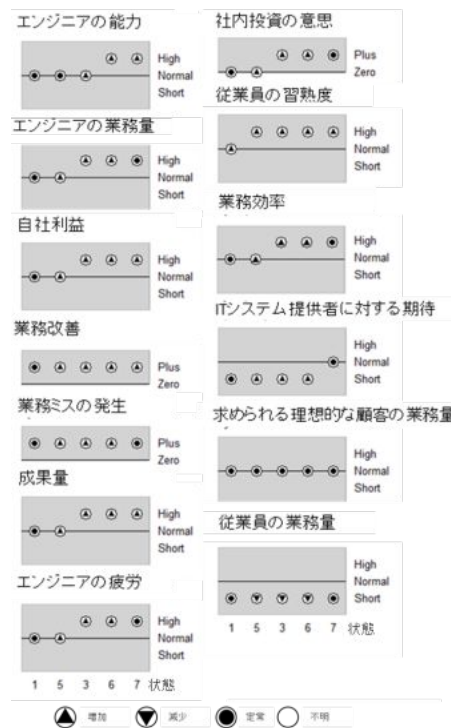 エンジニアの能力
High
Normal
Short
エンジニアの業務量
High
Normal
Short
自社利益
High
Normal
Short
業務改善
Plus
Zero
業務ミスの発生
Plus
Zero
成果量
High
Normal
Short
エンジニアの疲労
High
Normal
Short
1 5 3 6 7 状態
社内投資の意思
Plus
Zero
従業員の習熟度
High
Normal
Short
業務効率
High
Normal
Short
ITシステム提供者に対する期待
High
Normal
Short
求められる理想的な顧客の業務量
High
Normal
Short
従業員の業務量
High
Normal
Short
1 5 3 6 7 状態
増加 減少 定常 不明